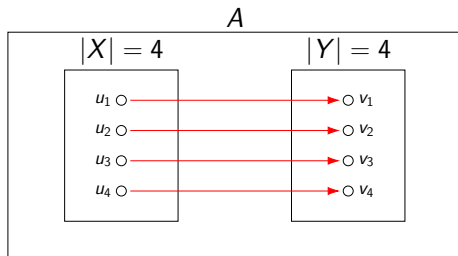 A
|X| = 4 |Y| = 4
u₁ v₁
u₂ v₂
u₃ v₃
u₄ v₄